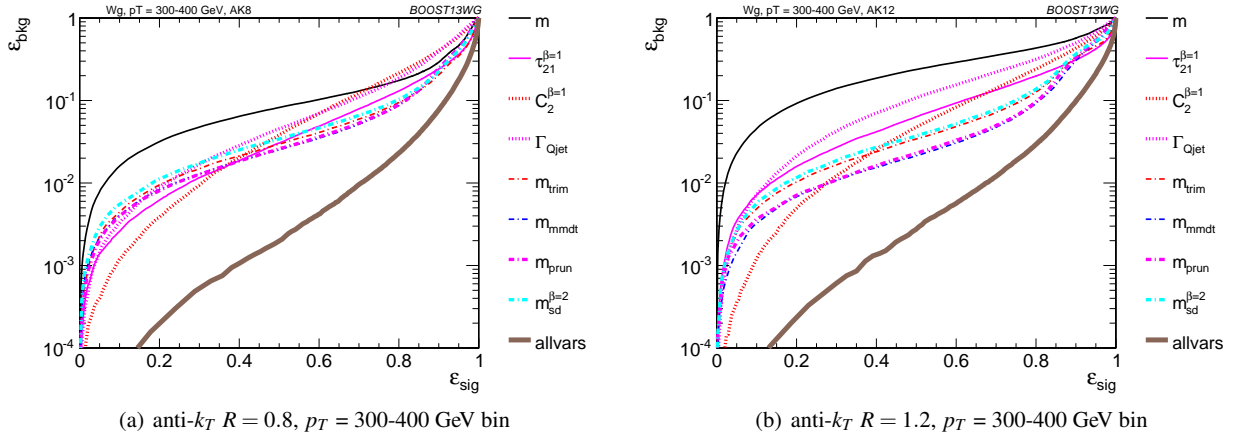 Wg, pT = 300-400 GeV, AK8
BOOST13WG
ε_bkg
1
10^-1
10^-2
10^-3
10^-4
0
0.2
0.4
0.6
0.8
1
ε_sig
m
τ_21^β=1
C_2^β=1
Γ_Qjet
m_trim
m_mmdt
m_prun
m_sd^β=2
allvars
(a) anti-k_T R = 0.8, p_T = 300-400 GeV bin
Wg, pT = 300-400 GeV, AK12
BOOST13WG
ε_bkg
1
10^-1
10^-2
10^-3
10^-4
0
0.2
0.4
0.6
0.8
1
ε_sig
m
τ_21^β=1
C_2^β=1
Γ_Qjet
m_trim
m_mmdt
m_prun
m_sd^β=2
allvars
(b) anti-k_T R = 1.2, p_T = 300-400 GeV bin